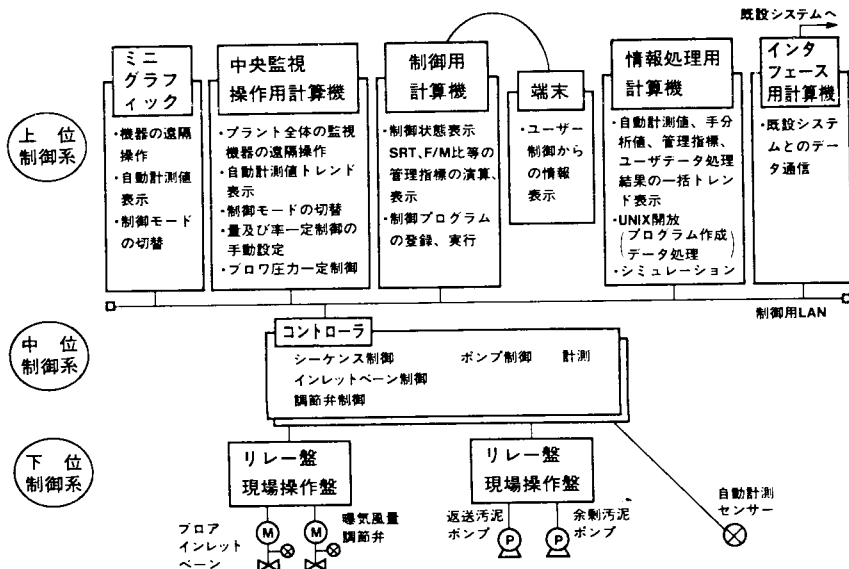 既設システムへ
ミニ
グラフ
ィック
・機器の遠隔
操作
・自動計測値
表示
・制御モード
の切替
中央監視
操作用計算機
・プラント全体の監視
機器の遠隔操作
・自動計測値トレンド
表示
・制御モードの切替
・量及び率一定制御の
手動設定
・ブロワ圧力一定制御
制御用
計算機
・制御状態表示
SRT、F/M比等の
管理指標の演算、
表示
・制御プログラム
の登録、実行
端末
・ユーザー
制御から
の情報
表示
情報処理用
計算機
・自動計測値、手分
析値、管理指標、
ユーザデータ処理
結果の一括トレン
ド表示
・UNIX開放
(プログラム作成
データ処理)
・シミュレーション
インタ
フェース
用計算機
・既設シス
テムとのデー
タ通信
上位
制御系
制御用LAN
中位
制御系
コントローラ
シーケンス制御 ポンプ制御 計測
インレットベーン制御
調節弁制御
下位
制御系
リレー盤
現場操作盤
リレー盤
現場操作盤
ブロア
インレット
ベーン
M
M
曝気風量
調節弁
返送汚泥
ポンプ
P
P
余剰汚泥
ポンプ
自動計測
センサー